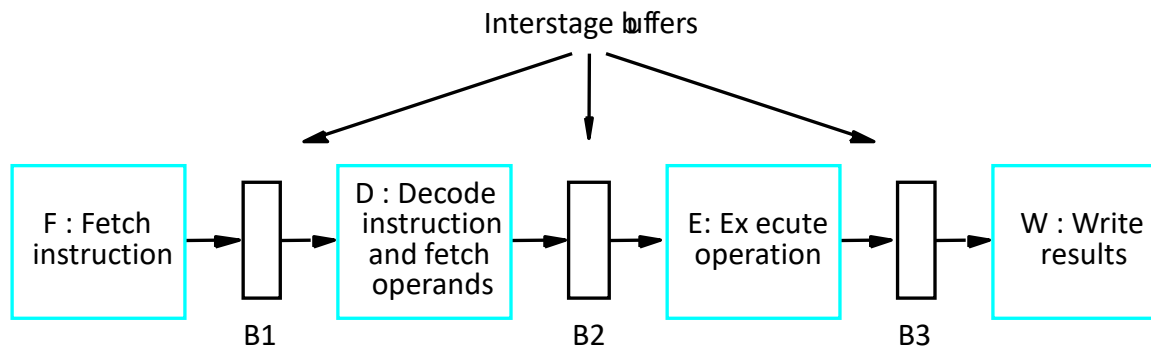 Interstage buffers
F : Fetch
instruction
D : Decode
instruction
and fetch
operands
E: Ex ecute
operation
W : Write
results
B1
B2
B3